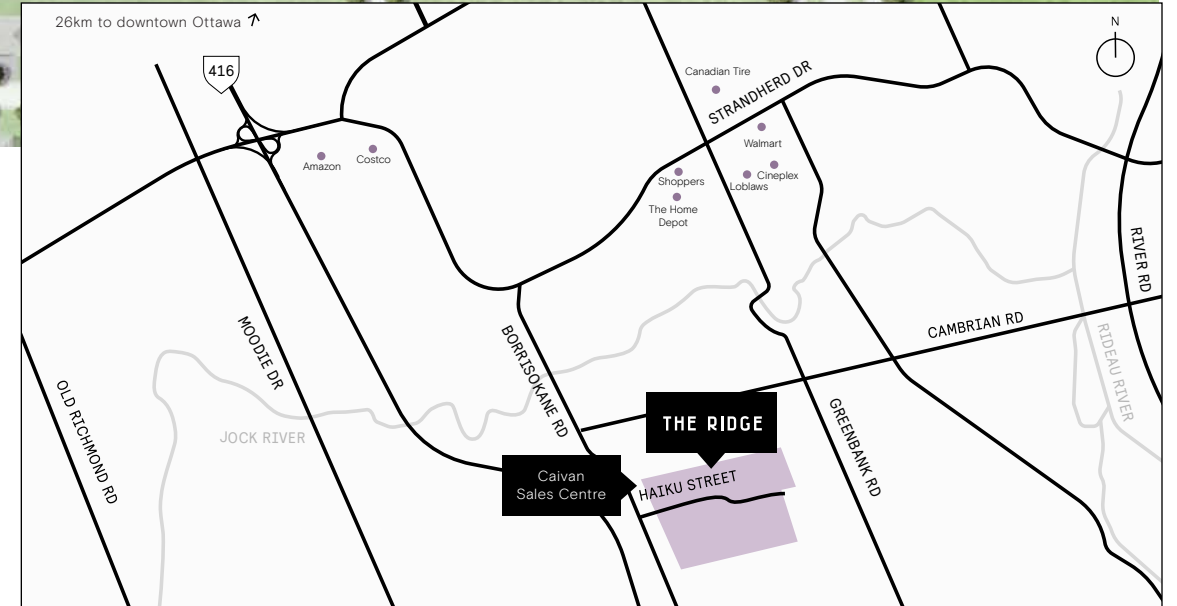 26km to downtown Ottawa
N
416
Canadian Tire
STRANDHERD DR
Walmart
Amazon
Costco
Shoppers
Cineplex
Loblaws
The Home
Depot
RIVER RD
MOODIE DR
BORRISOKANE RD
CAMBRIAN RD
RIDEAU RIVER
OLD RICHMOND RD
JOCK RIVER
THE RIDGE
GREENBANK RD
Caivan
Sales Centre
HAIKU STREET